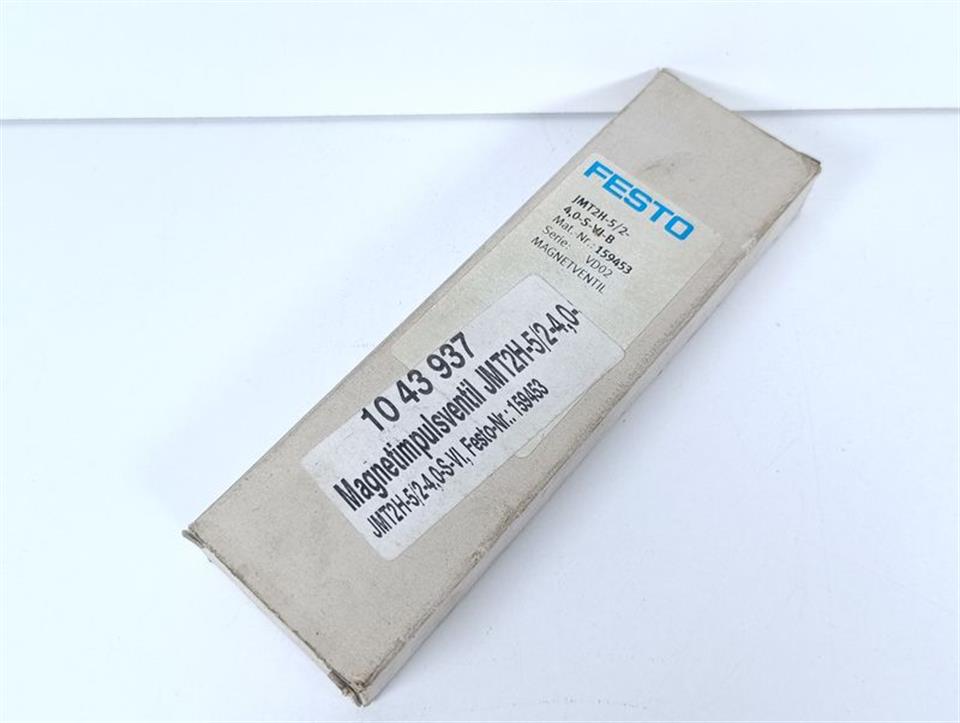 FESTO
JMT2H-5/2-
4,0-S-VI-B
Mat.-Nr.: 159453
Serie: VD02
MAGNETVENTIL
10 43 937
Magnetimpulsventil JMT2H-5/2-4,0-
JMT2H-5/2-4,0-S-VI, Festo-Nr.: 159453